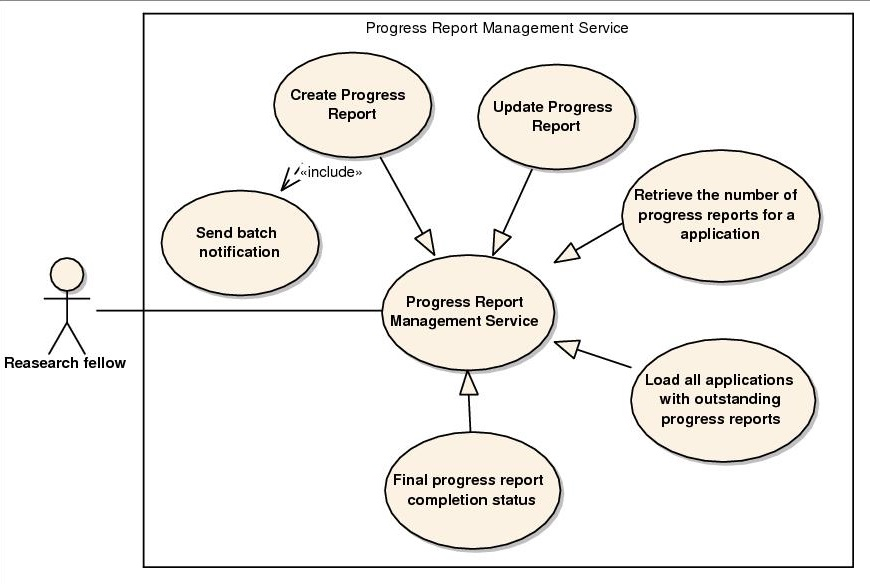 Progress Report Management Service
Create Progress
Report
Update Progress
Report
«include»
Retrieve the number of
progress reports for a
application
Send batch
notification
Progress Report
Management Service
Reasearch fellow
Load all applications
with outstanding
progress reports
Final progress report
completion status